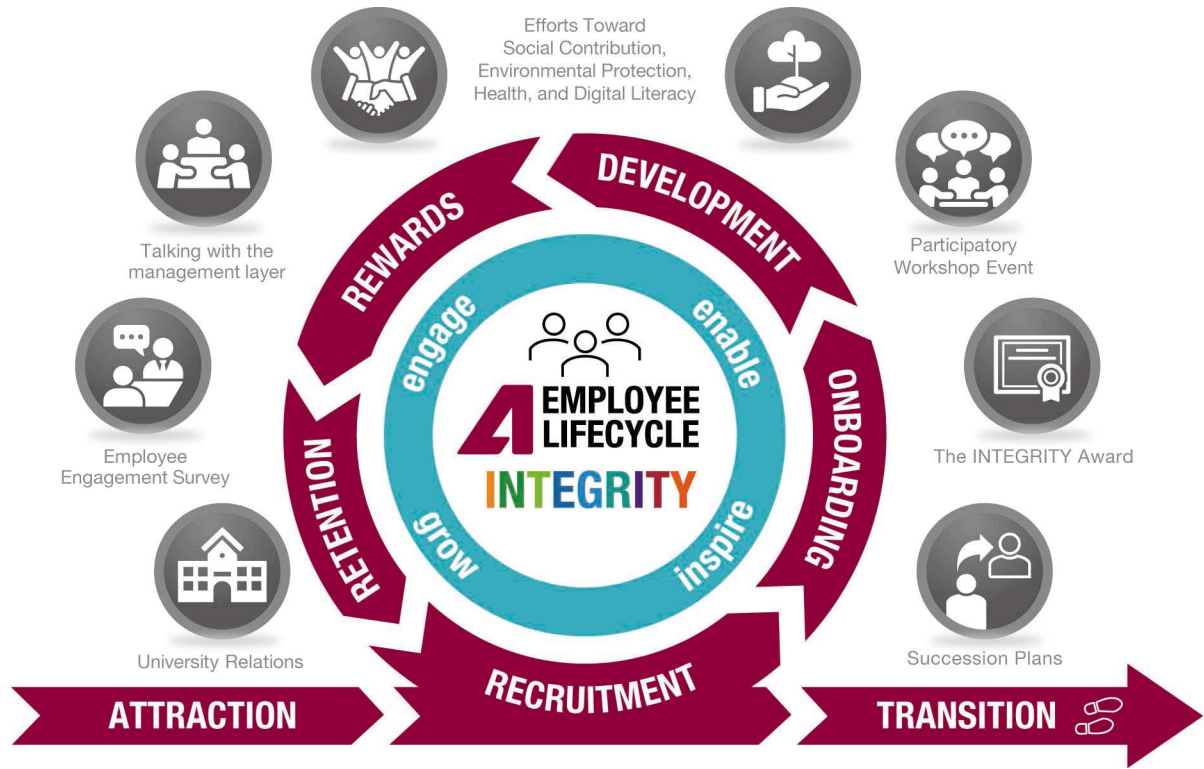 Efforts Toward
Social Contribution,
Environmental Protection,
Health, and Digital Literacy
Talking with the
management layer
Participatory
Workshop Event
Employee
Engagement Survey
The INTEGRITY Award
University Relations
Succession Plans
REWARDS
DEVELOPMENT
ONBOARDING
RETENTION
engage
enable
grow
inspire
A EMPLOYEE
LIFECYCLE
INTEGRITY
ATTRACTION
RECRUITMENT
TRANSITION